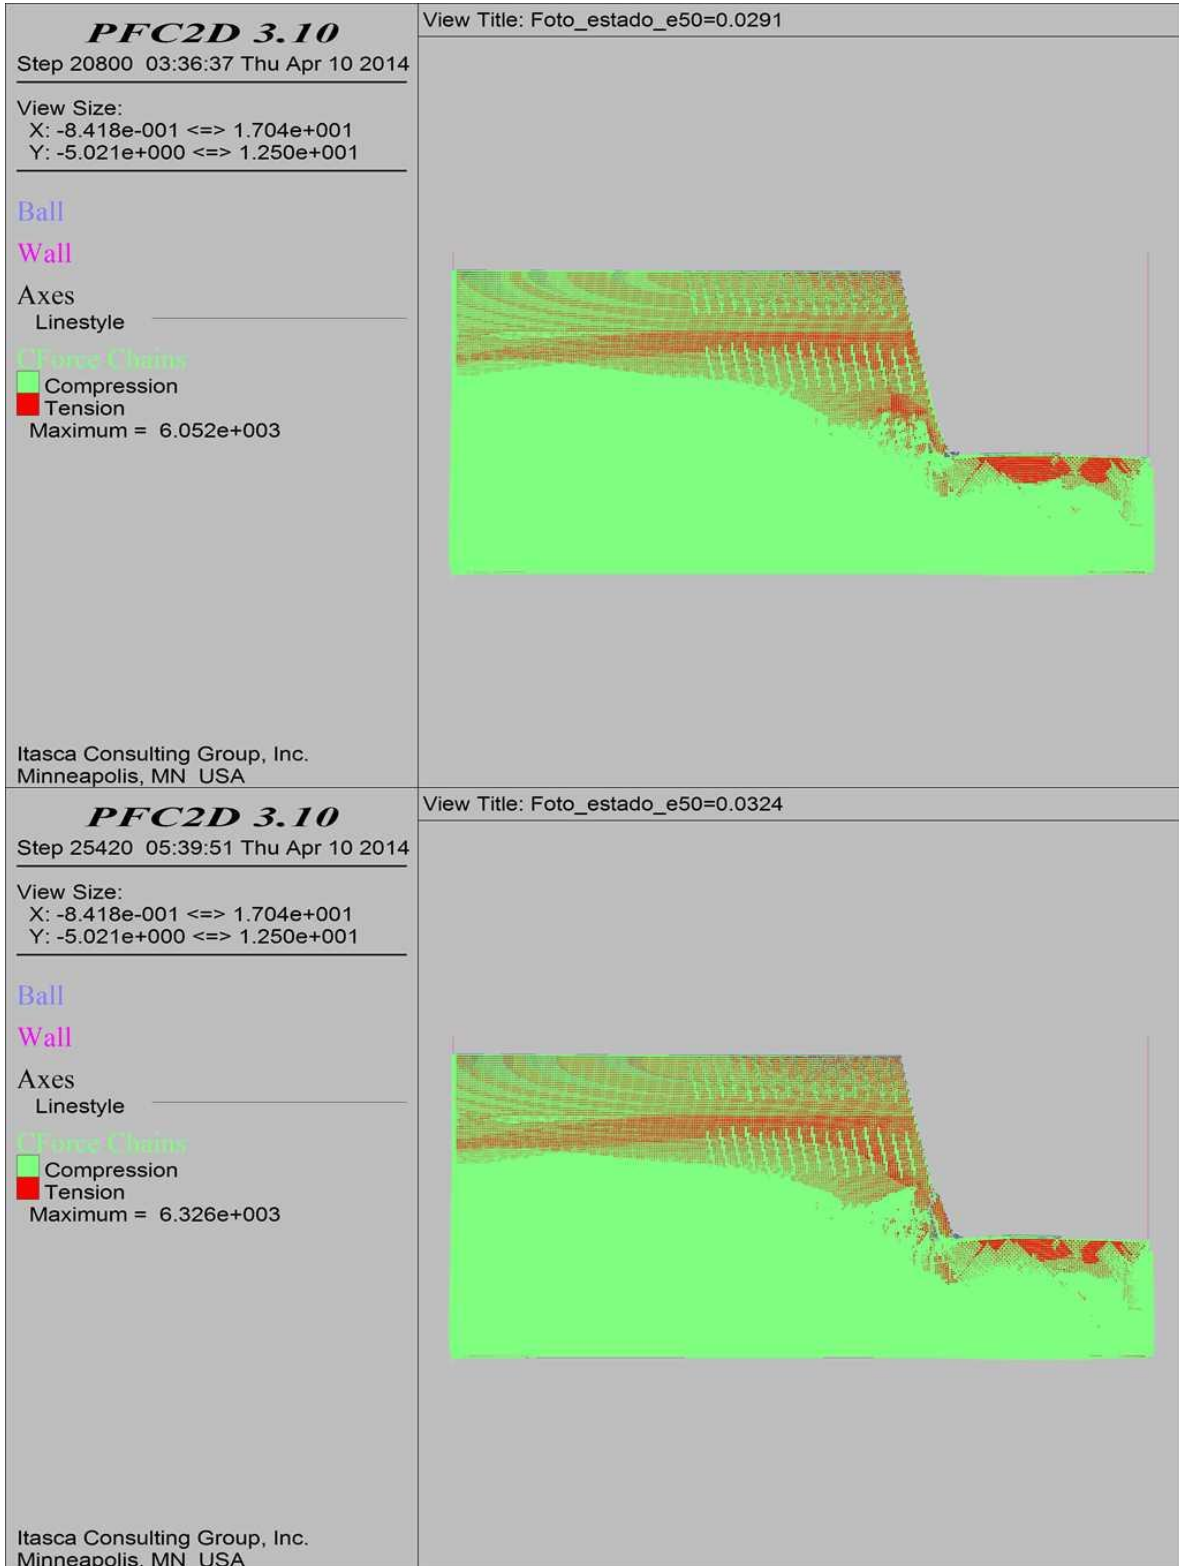 PFC2D 3.10
Step 20800 03:36:37 Thu Apr 10 2014
View Size:
X: -8.418e-001 <=> 1.704e+001
Y: -5.021e+000 <=> 1.250e+001
Ball
Wall
Axes
Linestyle
CForce Chains
Compression
Tension
Maximum = 6.052e+003
Itasca Consulting Group, Inc.
Minneapolis, MN USA
View Title: Foto_estado_e50=0.0291
PFC2D 3.10
Step 25420 05:39:51 Thu Apr 10 2014
View Size:
X: -8.418e-001 <=> 1.704e+001
Y: -5.021e+000 <=> 1.250e+001
Ball
Wall
Axes
Linestyle
CForce Chains
Compression
Tension
Maximum = 6.326e+003
Itasca Consulting Group, Inc.
Minneapolis, MN USA
View Title: Foto_estado_e50=0.0324